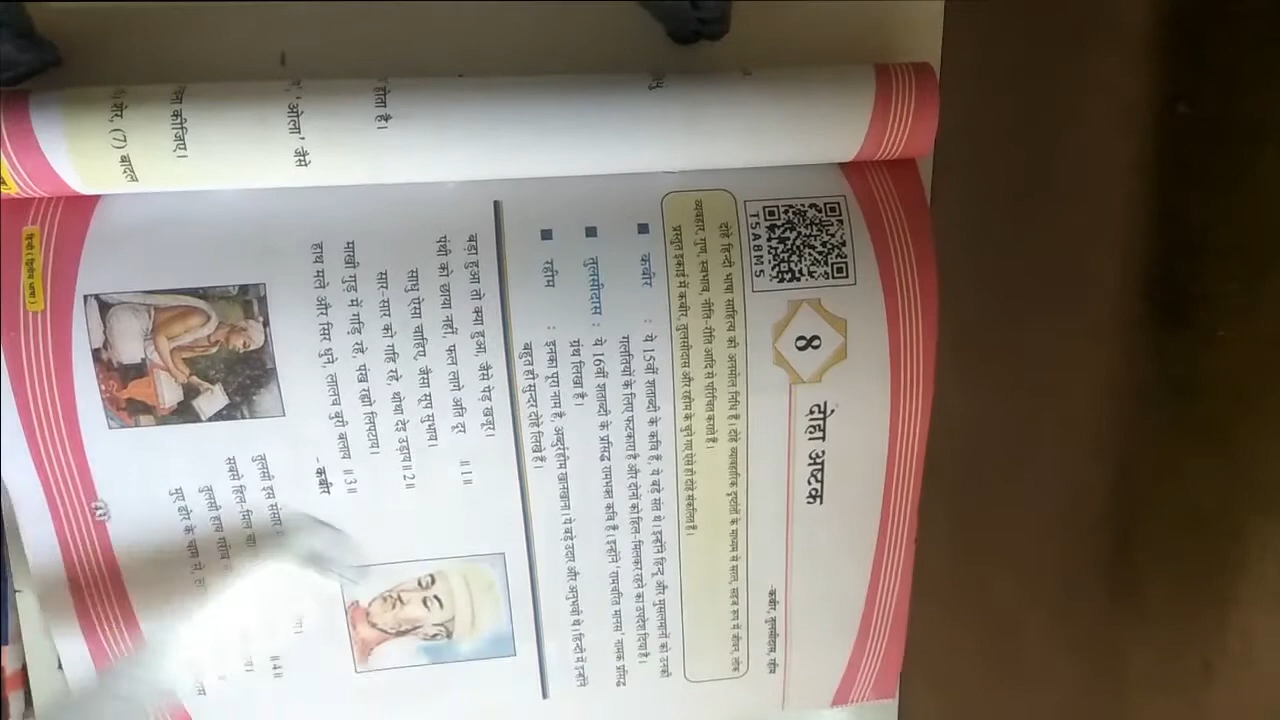 होता है।
', 'ओला' जैसे
कीजिए।
शेर, (7) बादल
T5A8M5
8
दोहा अष्टक
-कबीर, तुलसीदास, रहीम
दोहे हिन्दी भाषा साहित्य की अनमोल निधि हैं। दोहे व्यावहारिक दृष्टांतों के माध्यम से सरल, सहज रूप में जीवन, लोक
व्यवहार, गुण, स्वभाव, नीति-रीति आदि से परिचित कराते हैं।
प्रस्तुत इकाई में कबीर, तुलसीदास और रहीम के चुने गए ऐसे ही दोहे संकलित हैं।
कबीर : ये 15वीं शताब्दी के कवि हैं, ये बड़े संत थे। इन्होंने हिन्दू और मुसलमानों को उनकी
गलतियों के लिए फटकारा है और दोनों को हिल-मिलकर रहने का उपदेश दिया है।
तुलसीदास : ये 16वीं शताब्दी के प्रसिद्ध रामभक्त कवि हैं। इन्होंने 'रामचरित मानस' नामक प्रसिद्ध
ग्रंथ लिखा है।
रहीम : इनका पूरा नाम है, अब्दुर्रहीम खानखाना। ये बड़े उदार और अनुभवी थे। हिन्दी में इन्होंने
बहुत ही सुन्दर दोहे लिखे हैं।
बड़ा हुआ तो क्या हुआ, जैसे पेड़ खजूर।
पंथी को छाया नहीं, फल लागे अति दूर ॥1॥
साधु ऐसा चाहिए, जैसा सूप सुभाय।
सार-सार को गहि रहे, थोथा देइ उड़ाय॥2॥
माखी गुड़ में गड़ि रहे, पंख रह्यो लिपटाय।
हाथ मले और सिर धुने, लालच बुरी बलाय ॥3॥
- कबीर
तुलसी इस संसार
सबसे हिल-मिल चा ॥4॥
तुलसी हाय गरीब
मुए ढोर के चाम से,
हिन्दी (द्वितीय भाषा)